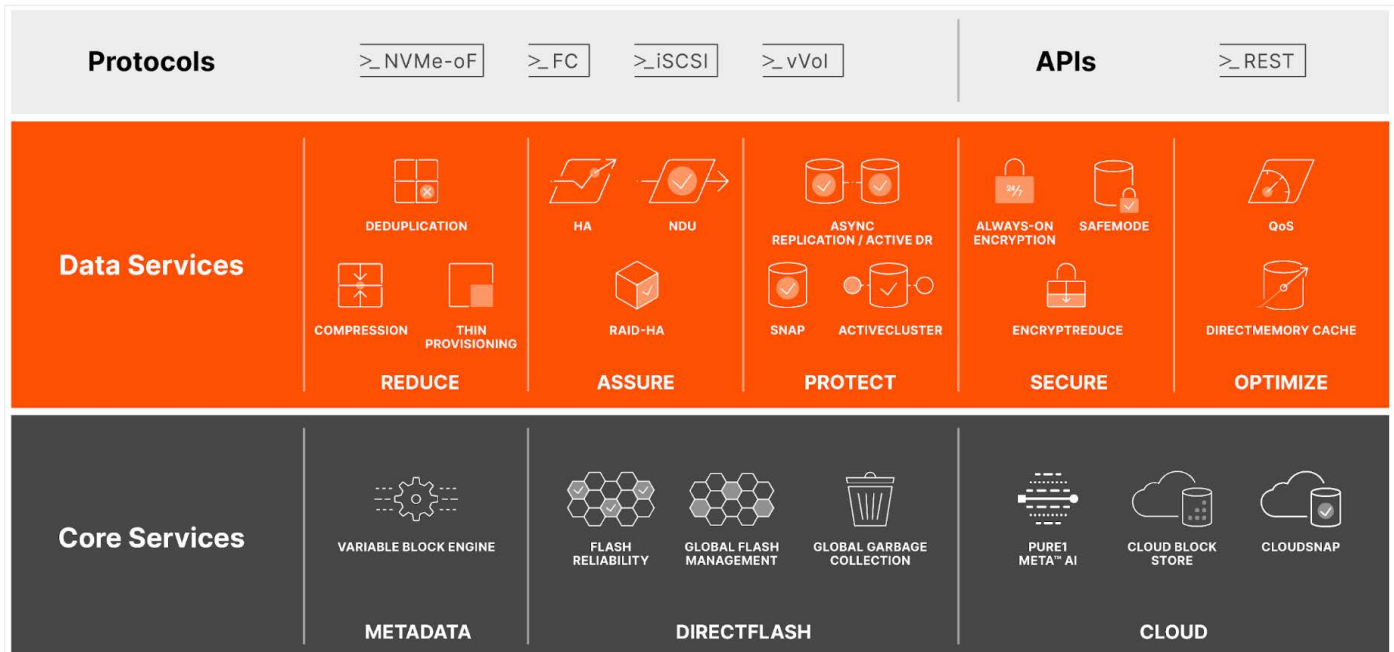 Protocols
>_NVMe-oF
>_FC
>_iSCSI
>_vVol
APIs
>_REST
Data Services
DEDUPLICATION
COMPRESSION
THIN
PROVISIONING
REDUCE
HA
NDU
RAID-HA
ASSURE
ASYNC
REPLICATION / ACTIVE DR
SNAP
ACTIVECLUSTER
PROTECT
24/7
ALWAYS-ON
ENCRYPTION
SAFEMODE
ENCRYPTREDUCE
SECURE
QoS
DIRECTMEMORY CACHE
OPTIMIZE
Core Services
VARIABLE BLOCK ENGINE
METADATA
FLASH
RELIABILITY
GLOBAL FLASH
MANAGEMENT
GLOBAL GARBAGE
COLLECTION
DIRECTFLASH
PURE1
META™ AI
CLOUD BLOCK
STORE
CLOUDSNAP
CLOUD